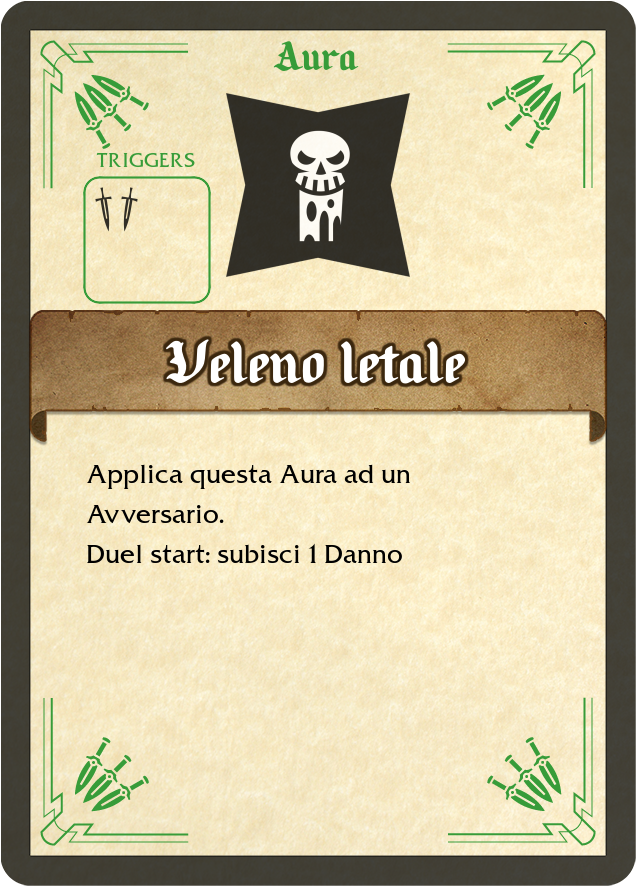 Aura
TRIGGERS
Veleno letale
Applica questa Aura ad un
Avversario.
Duel start: subisci 1 Danno